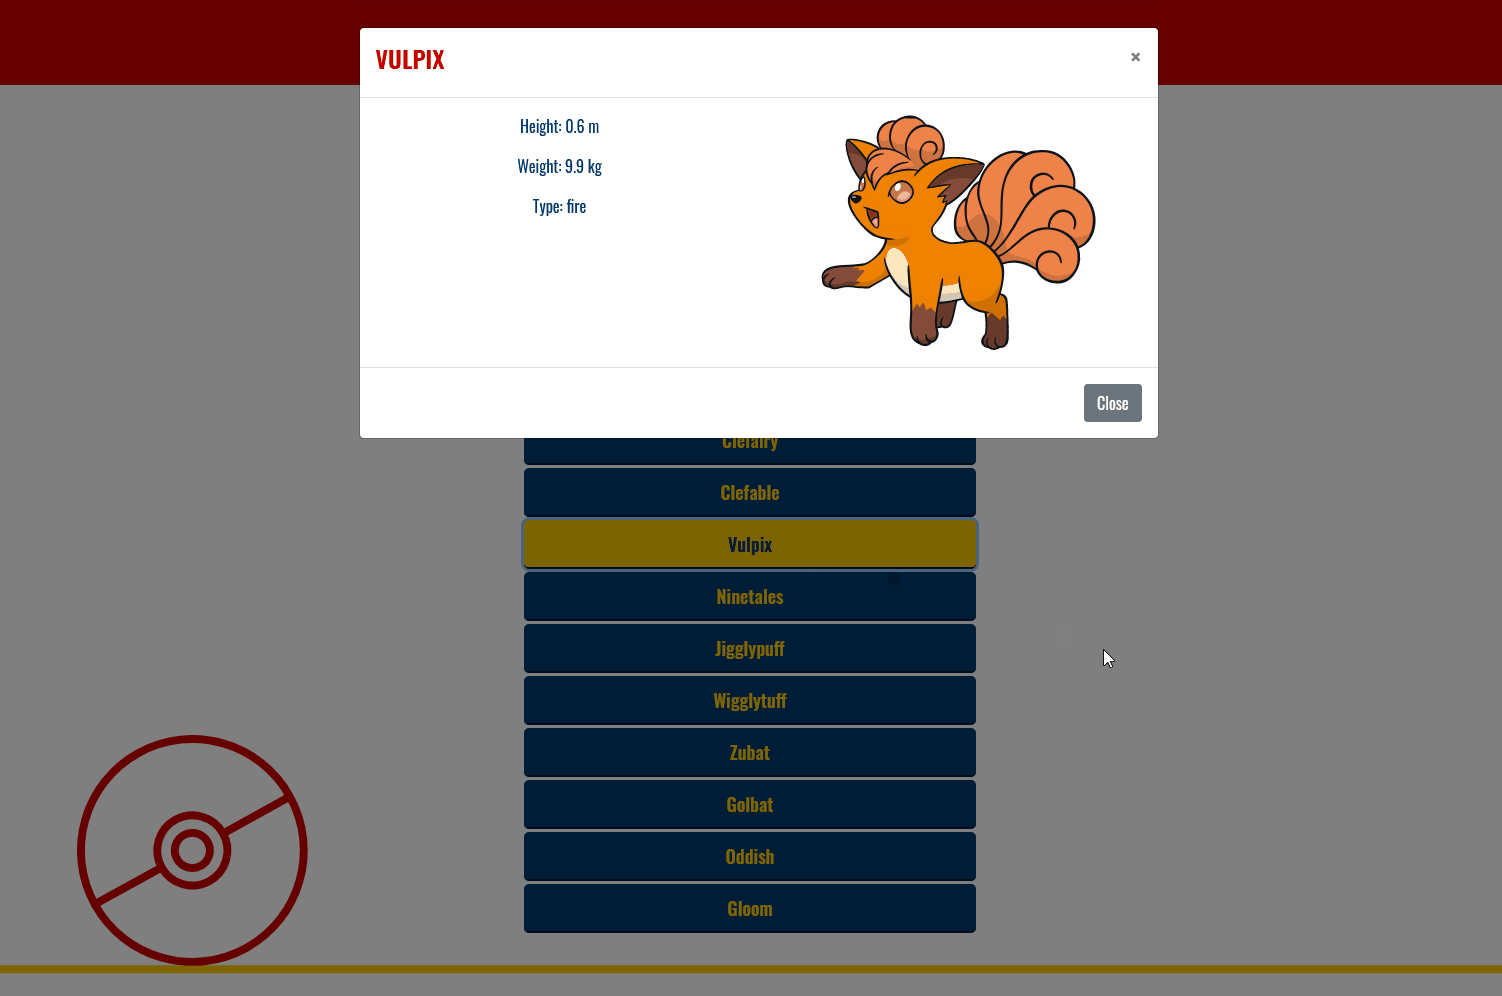 VULPIX
×
Height: 0.6 m
Weight: 9.9 kg
Type: fire
Close
Clefairy
Clefable
Vulpix
Ninetales
Jigglypuff
Wigglytuff
Zubat
Golbat
Oddish
Gloom